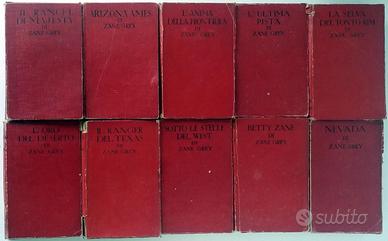 IL RANGER
DI MAJESTY
DI
ZANE GREY
ARIZONA AMES
DI
ZANE GREY
L'ANIMA
DELLA FRONTIERA
DI
ZANE GREY
L'ULTIMA
PISTA
DI
ZANE GREY
LA SELVA
DEL TONTO RIM
DI
ZANE GREY
L'ORO
DEL DESERTO
DI
ZANE GREY
IL RANGER
DEL TEXAS
DI
ZANE GREY
SOTTO LE STELLE
DEL WEST
DI
ZANE GREY
BETTY ZANE
DI
ZANE GREY
NEVADA
DI
ZANE GREY
subito